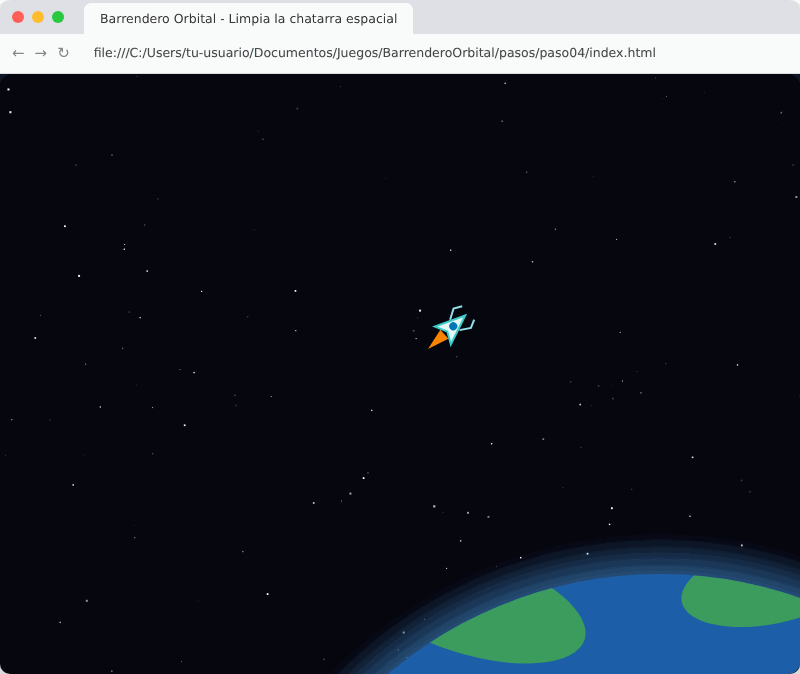 Barrendero Orbital - Limpia la chatarra espacial
file:///C:/Users/tu-usuario/Documentos/Juegos/BarrenderoOrbital/pasos/paso04/index.html